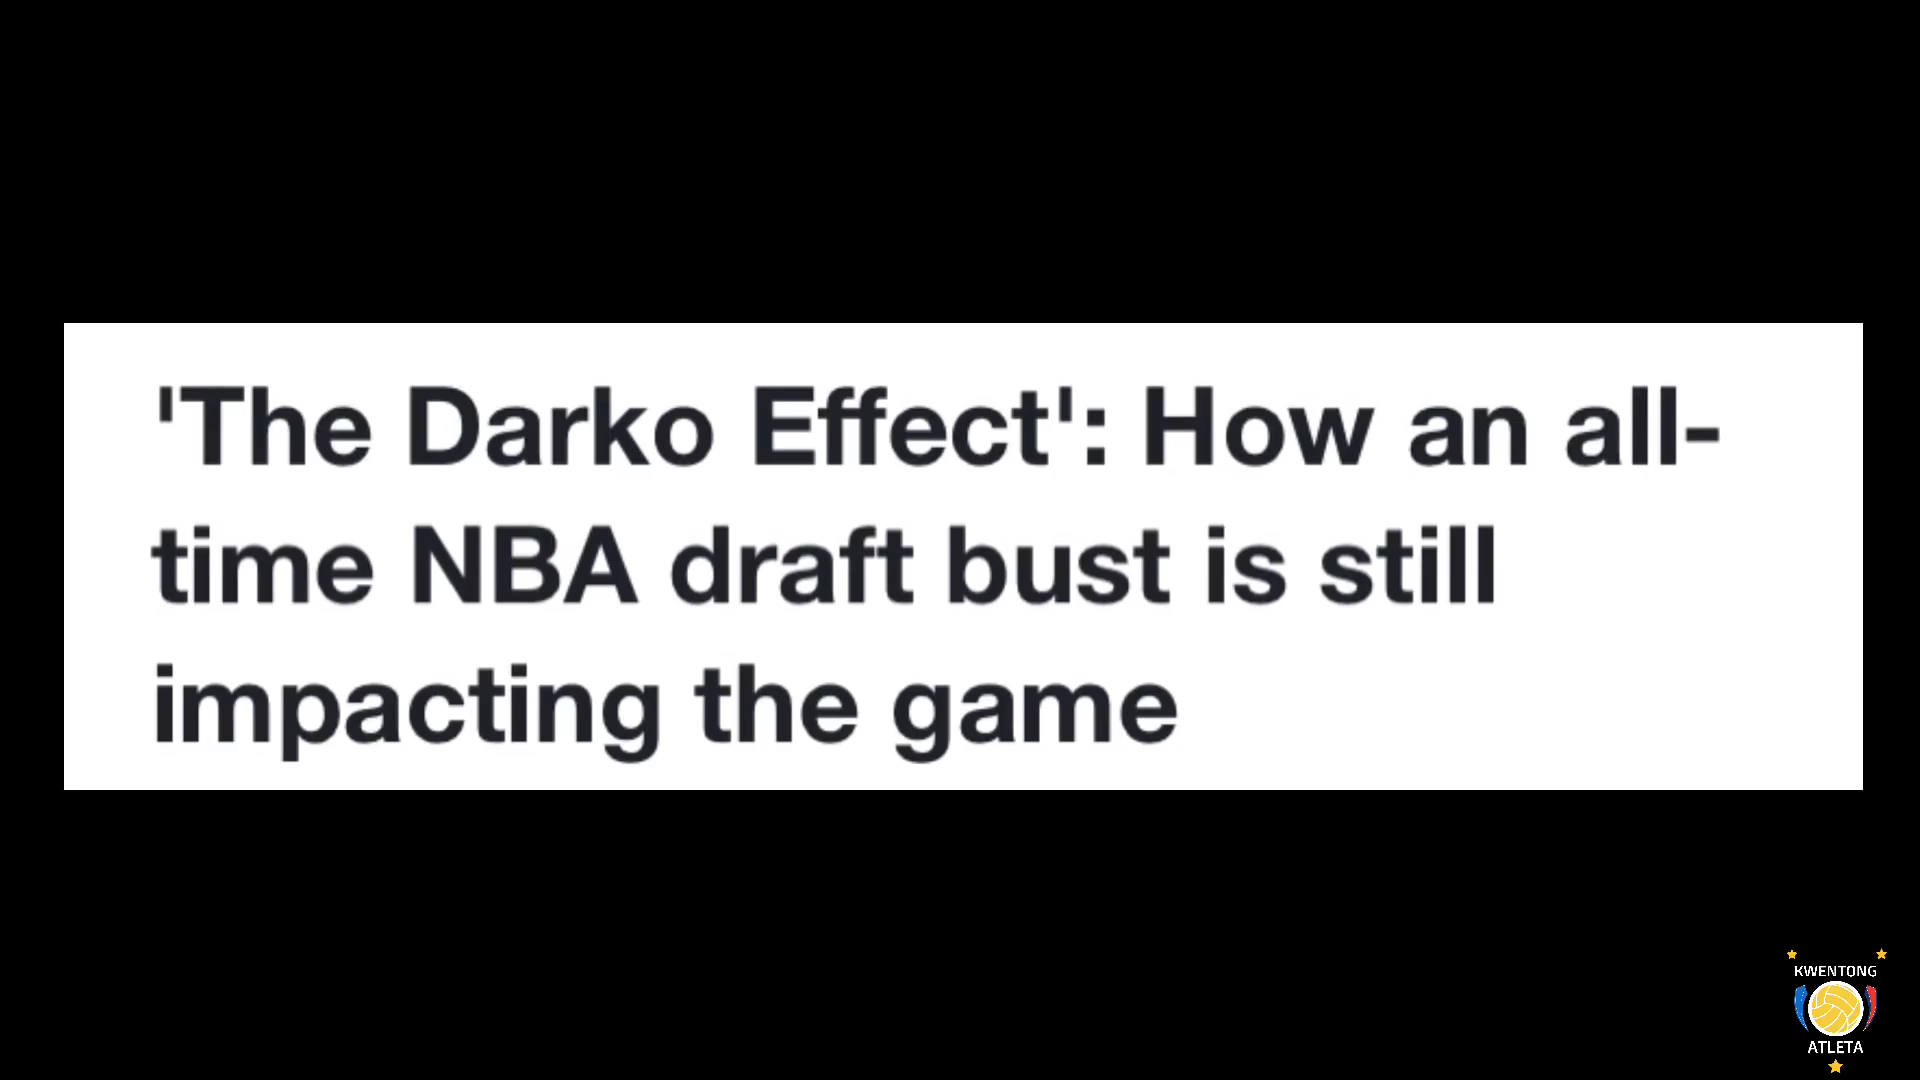 'The Darko Effect': How an all-
time NBA draft bust is still
impacting the game
KWENTONG
ATLETA